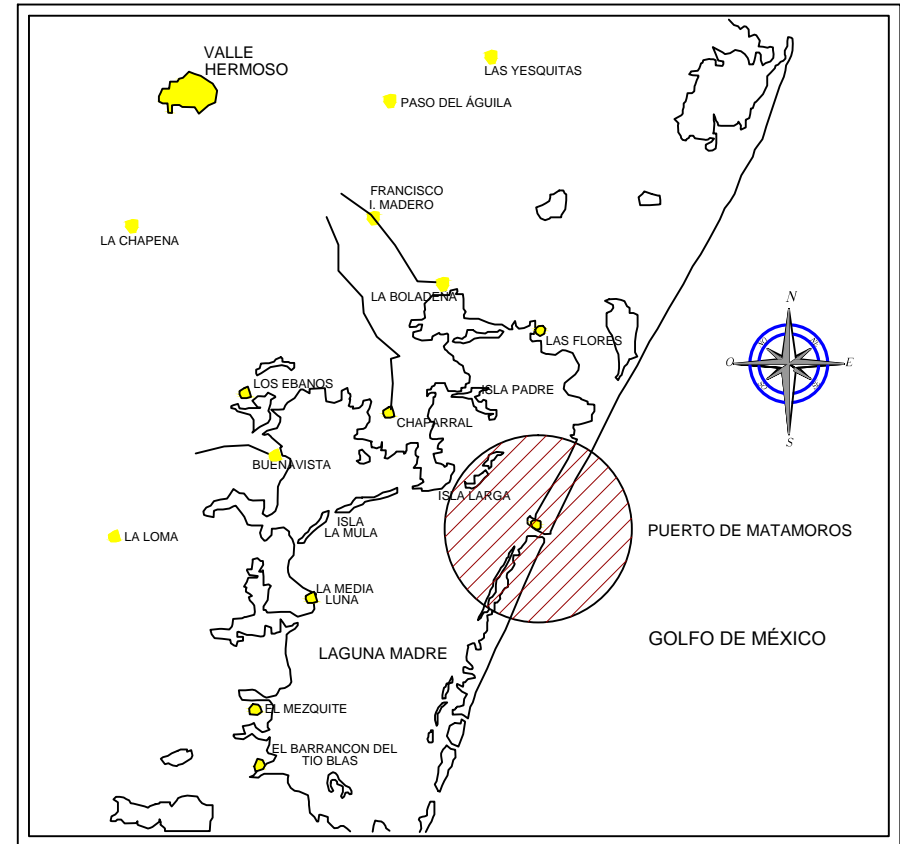 VALLE
HERMOSO
LAS YESQUITAS
PASO DEL ÁGUILA
FRANCISCO
I. MADERO
LA CHAPENA
LA BOLADENA
N
LAS FLORES
O
E
LOS EBANOS
ISLA PADRE
CHAPARRAL
S
BUENAVISTA
ISLA LARGA
ISLA
LA MULA
LA LOMA
PUERTO DE MATAMOROS
LA MEDIA
LUNA
LAGUNA MADRE
GOLFO DE MÉXICO
EL MEZQUITE
EL BARRANCON DEL
TIO BLAS